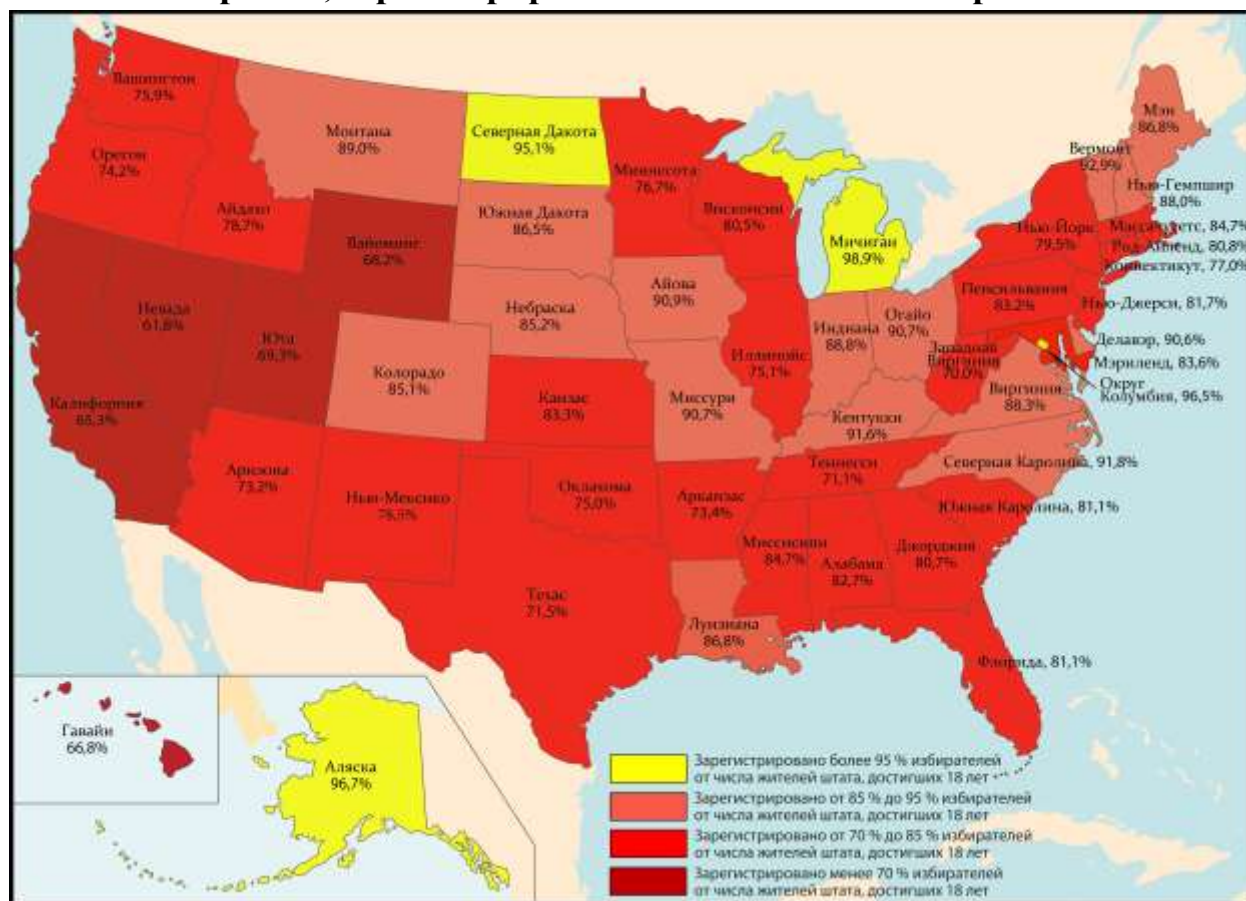 Вашингтон
75,9%
Монтана
89,0%
Северная Дакота
95,1%
Миннесота
76,7%
Мэн
86,8%
Вермонт
92,9%
Орегон
74,2%
Айдахо
78,7%
Южная Дакота
86,5%
Висконсин
80,5%
Мичиган
98,9%
Нью-Йорк
79,5%
Нью-Гемпшир
88,0%
Массачусетс, 84,7%
Род-Айленд, 80,8%
Коннектикут, 77,0%
Вайоминг
68,2%
Айова
90,9%
Пенсильвания
83,2%
Нью-Джерси, 81,7%
Невада
61,8%
Юта
69,3%
Небраска
85,2%
Иллинойс
75,1%
Индиана
88,8%
Огайо
90,7%
Западная
Виргиния
70,0%
Делавэр, 90,6%
Мэриленд, 83,6%
Округ
Колумбия, 96,5%
Калифорния
65,3%
Колорадо
85,1%
Канзас
83,3%
Миссури
90,7%
Кентукки
91,6%
Виргиния
88,3%
Аризона
73,2%
Нью-Мексико
Оклахома
75,0%
Арканзас
73,4%
Теннесси
71,1%
Северная Каролина, 91,8%
Южная Каролина, 81,1%
Техас
71,5%
Миссисипи
84,7%
Алабама
82,7%
Джорджия
80,7%
Луизиана
86,8%
Флорида, 81,1%
Гавайи
66,8%
Аляска
96,7%
Зарегистрировано более 95 % избирателей
от числа жителей штата, достигших 18 лет
Зарегистрировано от 85 % до 95 % избирателей
от числа жителей штата, достигших 18 лет
Зарегистрировано от 70 % до 85 % избирателей
от числа жителей штата, достигших 18 лет
Зарегистрировано менее 70 % избирателей
от числа жителей штата, достигших 18 лет